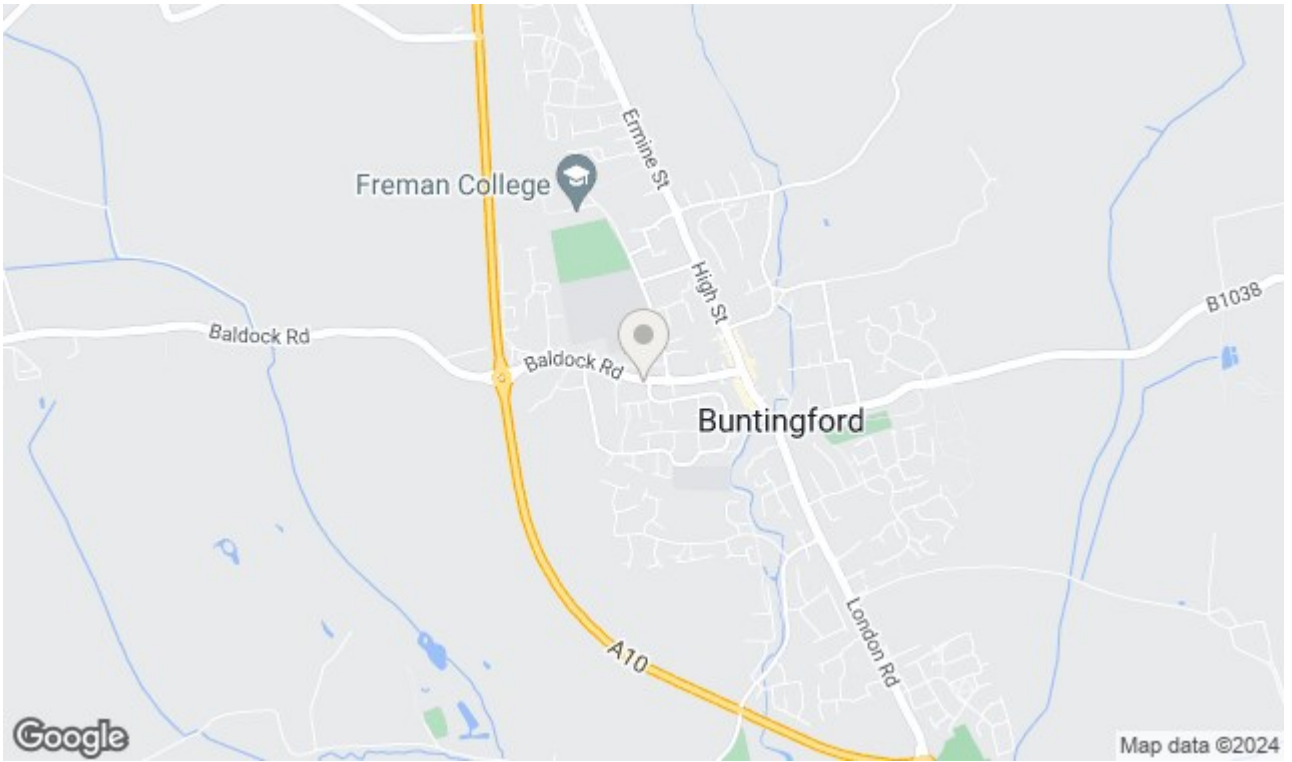 Ermine St
Freman College
High St
B1038
Baldock Rd
Baldock Rd
Buntingford
London Rd
A10
Google
Map data ©2024